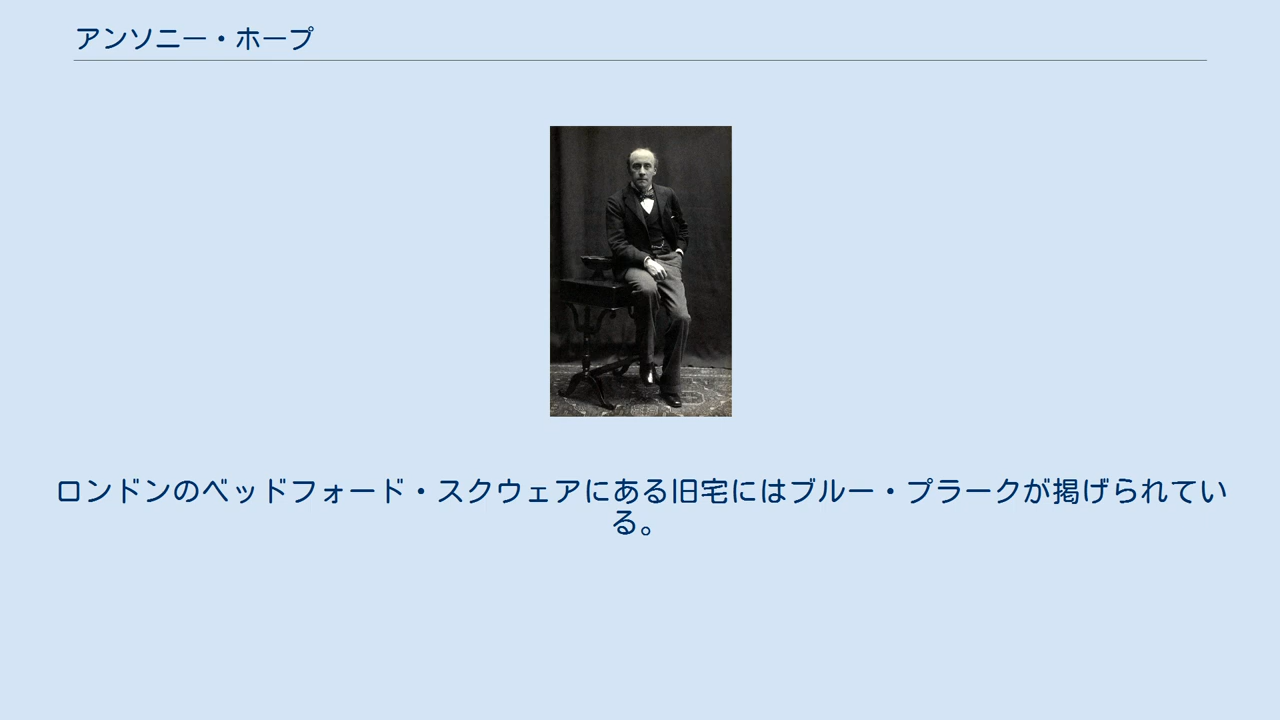 アンソニー・ホープ
ロンドンのベッドフォード・スクウェアにある旧宅にはブルー・プラークが掲げられてい
る。